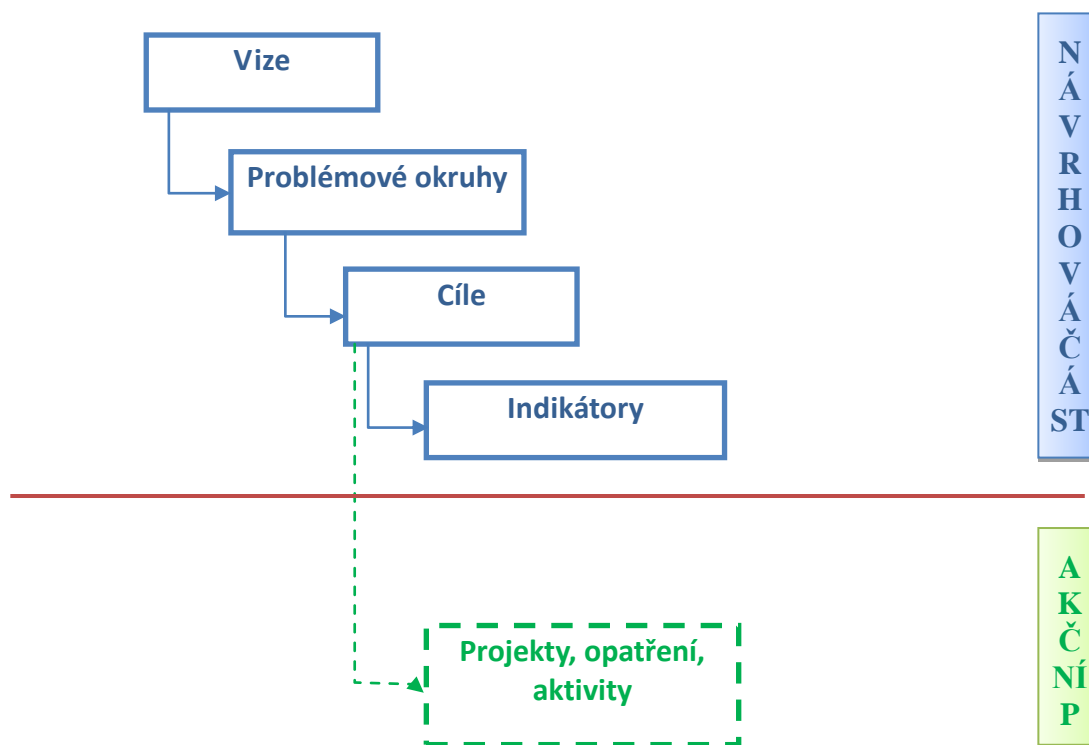 Vize
Problémové okruhy
Cíle
Indikátory
Projekty, opatření,
aktivity
N
Á
V
R
H
O
V
Á
Č
Á
ST
A
K
Č
NÍ
P